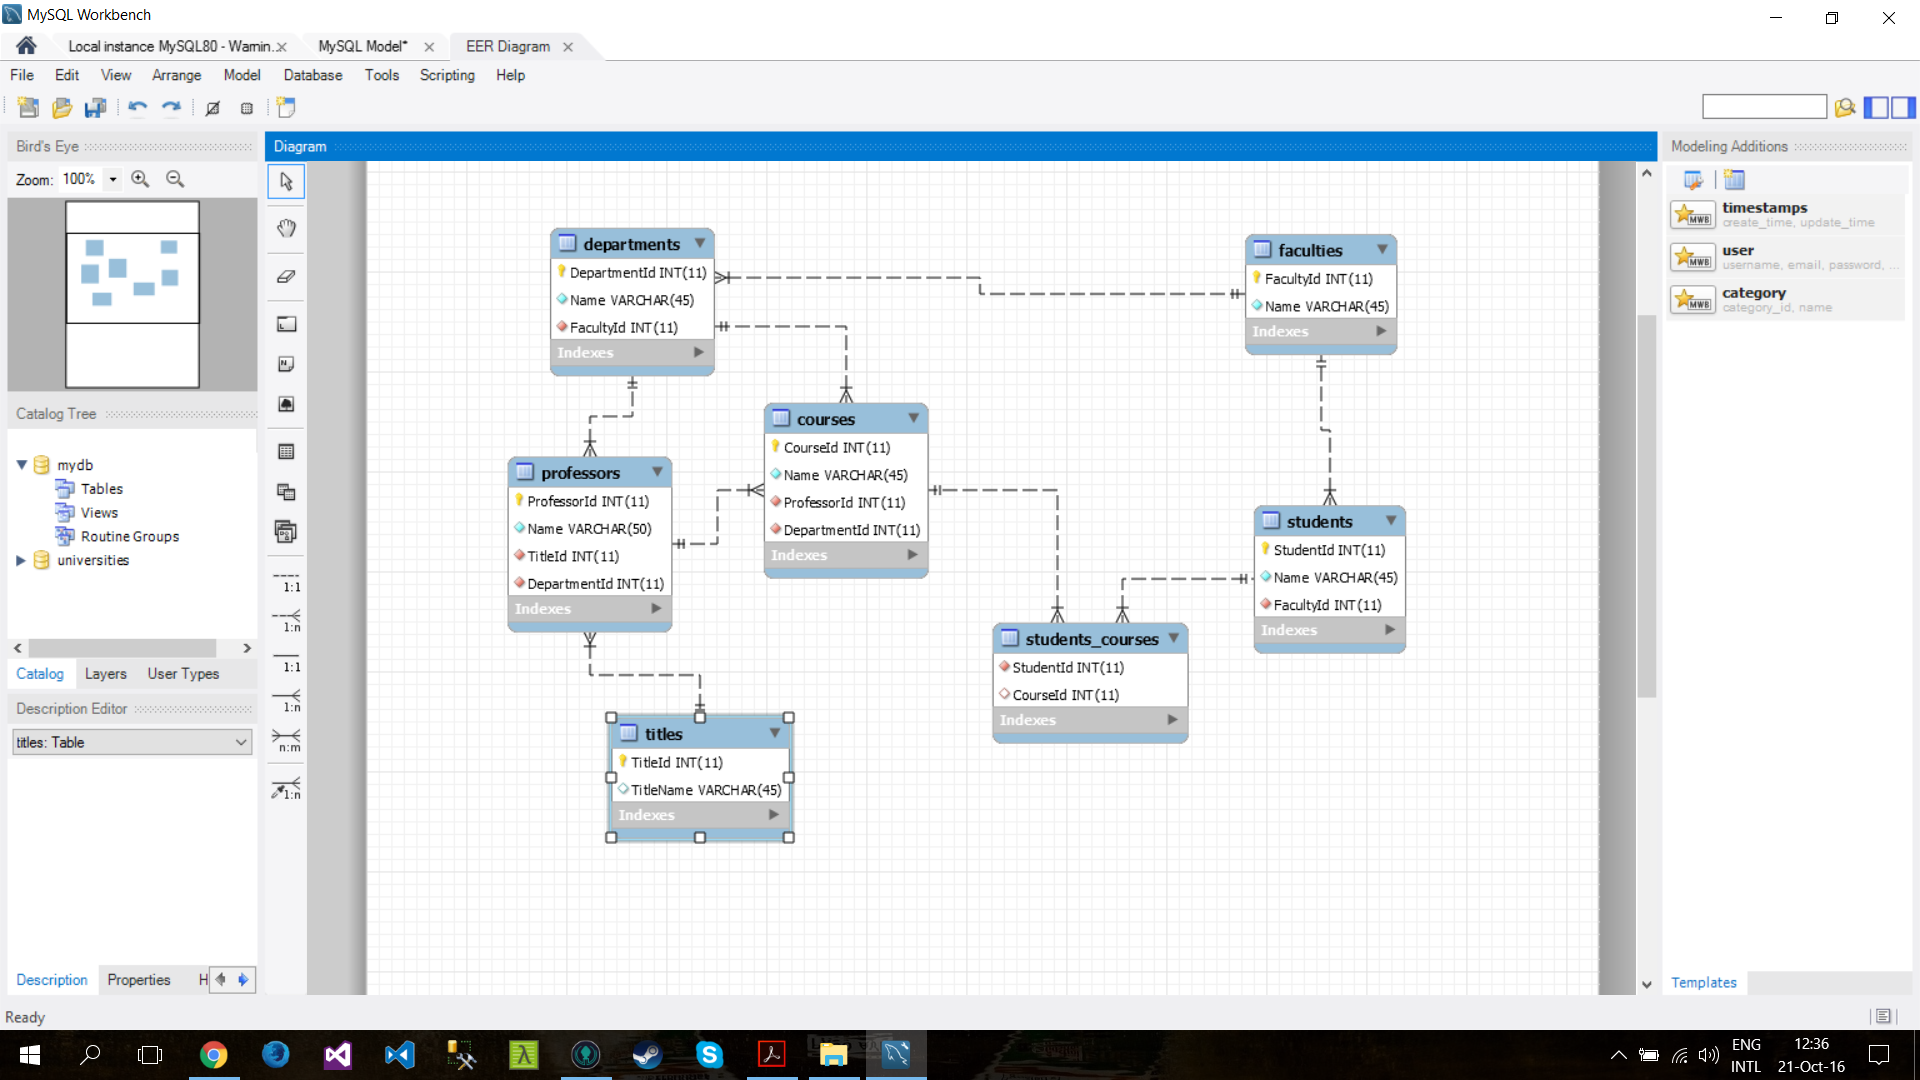 MySQL Workbench
Local instance MySQL80 - Warnin...
MySQL Model*
EER Diagram
File Edit View Arrange Model Database Tools Scripting Help
Bird's Eye
Zoom: 100%
Catalog Tree
mydb
Tables
Views
Routine Groups
universities
Catalog Layers User Types
Description Editor
titles: Table
Description Properties H
Ready
Diagram
1:1
1:n
1:1
1:n
n:m
1:n
departments
DepartmentId INT(11)
Name VARCHAR(45)
FacultyId INT(11)
Indexes
faculties
FacultyId INT(11)
Name VARCHAR(45)
Indexes
courses
CourseId INT(11)
Name VARCHAR(45)
ProfessorId INT(11)
DepartmentId INT(11)
Indexes
professors
ProfessorId INT(11)
Name VARCHAR(50)
TitleId INT(11)
DepartmentId INT(11)
Indexes
students
StudentId INT(11)
Name VARCHAR(45)
FacultyId INT(11)
Indexes
students_courses
StudentId INT(11)
CourseId INT(11)
Indexes
titles
TitleId INT(11)
TitleName VARCHAR(45)
Indexes
Modeling Additions
MWB
timestamps
create_time, update_time
MWB
user
username, email, password, ...
MWB
category
category_id, name
Templates
ENG
INTL
12:36
21-Oct-16